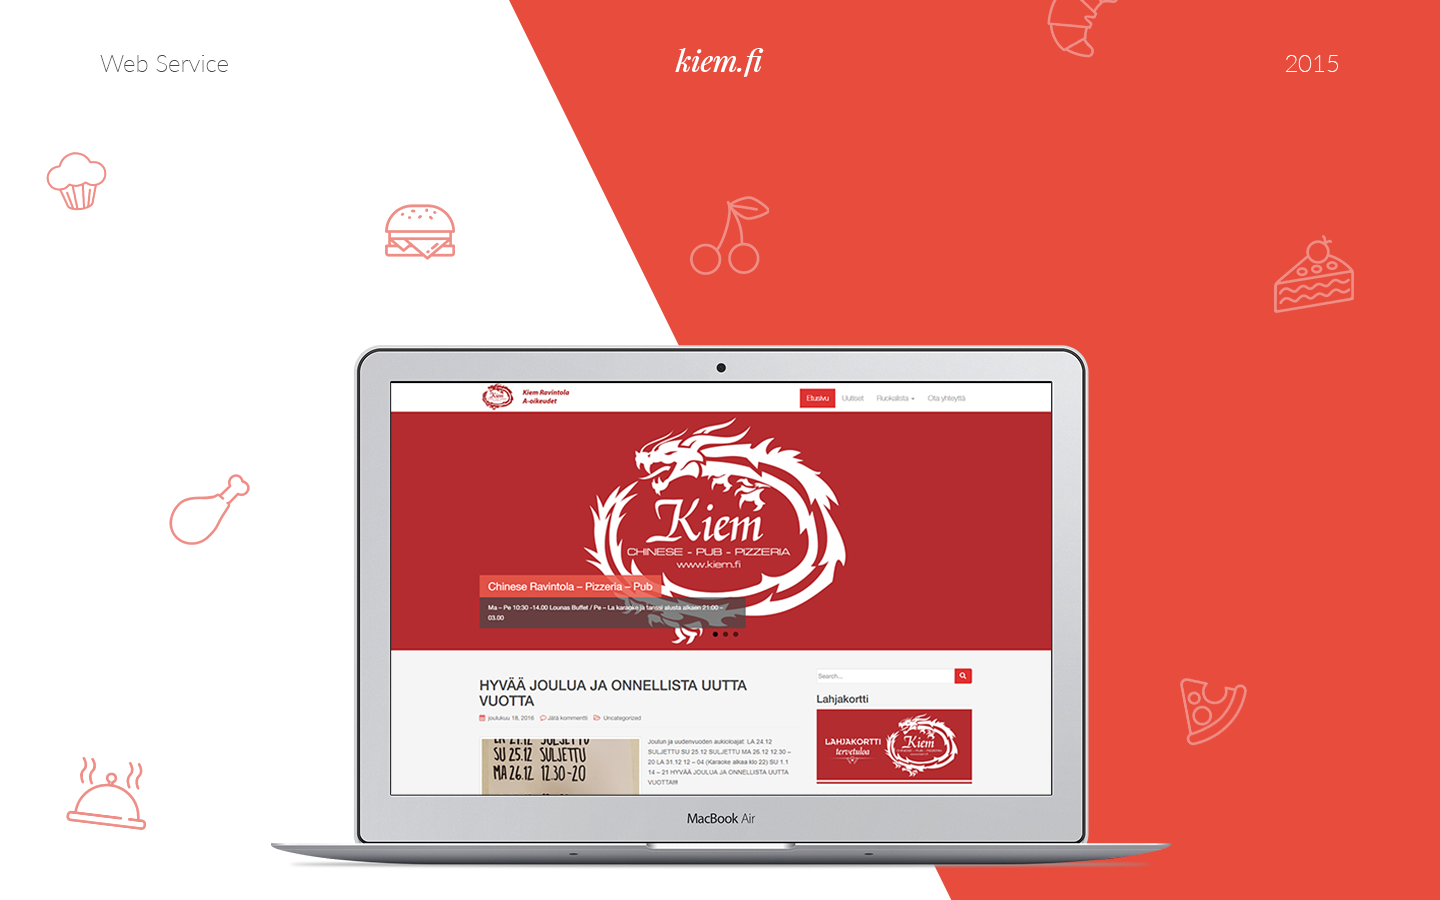 Web Service
kiem.fi
2015
Kiem
Kiem Ravintola
A-oikeudet
Etusivu Uutiset Ruokalista Ota yhteyttä
Kiem
CHINESE - PUB - PIZZERIA
www.kiem.fi
Chinese Ravintola – Pizzeria – Pub
Ma – Pe 10:30 -14.00 Lounas Buffet / Pe – La karaoke ja tanssi alusta alkaen 21:00 –
03.00
HYVÄÄ JOULUA JA ONNELLISTA UUTTA
VUOTTA
joulukuu 18, 2016 Jätä kommentti Uncategorized
LA 24.12 SULJETTU
SU 25.12 SULJETTU
MA 26.12 12.30-20
Joulun ja uudenvuoden aukioloajat: LA 24.12
SULJETTU SU 25.12 SULJETTU MA 26.12 12.30 –
20 LA 31.12 12 – 04 (Karaoke alkaa klo 22) SU 1.1
14 – 21 HYVÄÄ JOULUA JA ONNELLISTA UUTTA
VUOTTA!!!
Search...
Lahjakortti
LAHJAKORTTI
tervetuloa
Kiem
MacBook Air